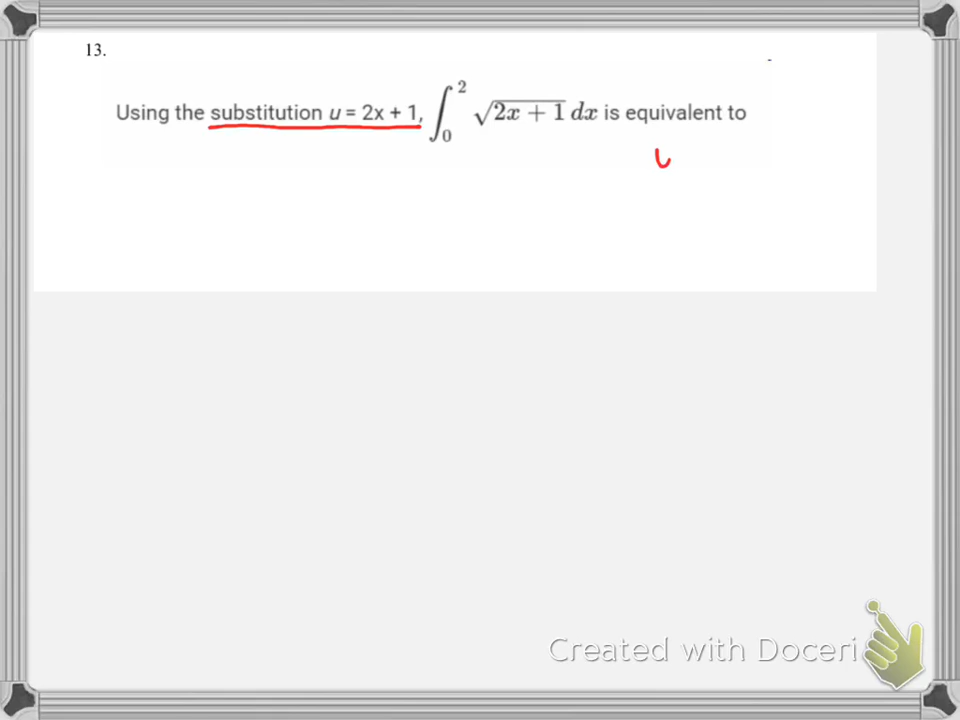 13.
Using the substitution u = 2x + 1, ∫₀² √(2x + 1) dx is equivalent to
u
Created with Doceri